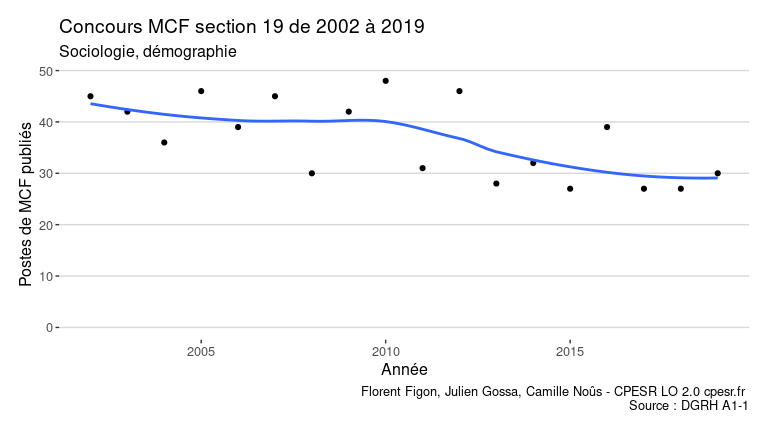 Concours MCF section 19 de 2002 à 2019
Sociologie, démographie
Postes de MCF publiés
50
40
30
20
10
0
2005 2010 2015
Année
Florent Figon, Julien Gossa, Camille Noûs - CPESR LO 2.0 cpesr.fr
Source : DGRH A1-1